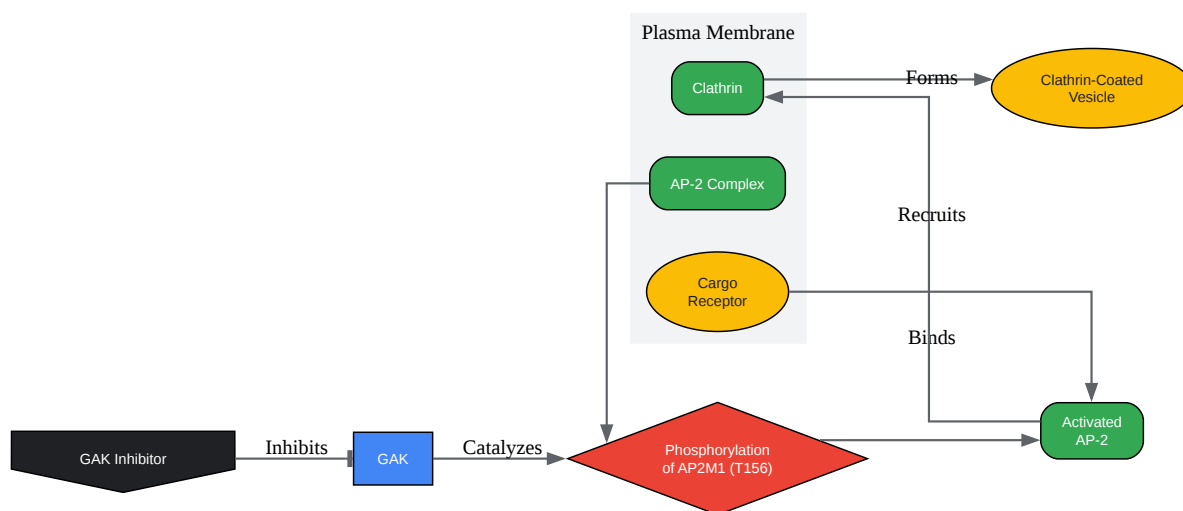 Plasma Membrane
Clathrin
Forms
Clathrin-Coated
Vesicle
AP-2 Complex
Recruits
Cargo
Receptor
Binds
Activated
AP-2
GAK Inhibitor
Inhibits
GAK
Catalyzes
Phosphorylation
of AP2M1 (T156)